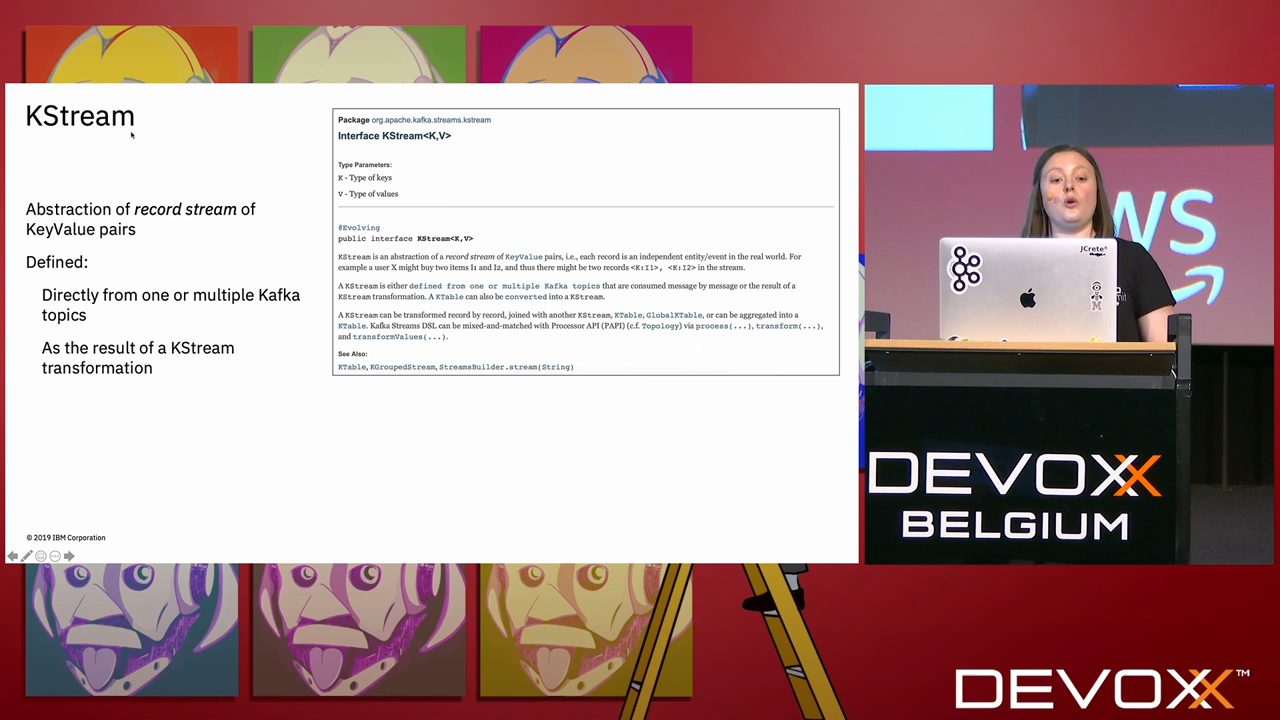 KStream
Abstraction of record stream of
KeyValue pairs
Defined:
Directly from one or multiple Kafka
topics
As the result of a KStream
transformation
© 2019 IBM Corporation
Package org.apache.kafka.streams.kstream
Interface KStream<K,V>
Type Parameters:
K - Type of keys
V - Type of values
@Evolving
public interface KStream<K,V>
KStream is an abstraction of a record stream of KeyValue pairs, i.e., each record is an independent entity/event in the real world. For
example a user X might buy two items I1 and I2, and thus there might be two records <K:I1>, <K:I2> in the stream.
A KStream is either defined from one or multiple Kafka topics that are consumed message by message or the result of a
KStream transformation. A KTable can also be converted into a KStream.
A KStream can be transformed record by record, joined with another KStream, KTable, GlobalKTable, or can be aggregated into a
KTable. Kafka Streams DSL can be mixed-and-matched with Processor API (PAPI) (c.f. Topology) via process(...), transform(...),
and transformValues(...).
See Also:
KTable, KGroupedStream, StreamsBuilder.stream(String)
WS
JCrete
DEVOXX
BELGIUM
DEVOXX™